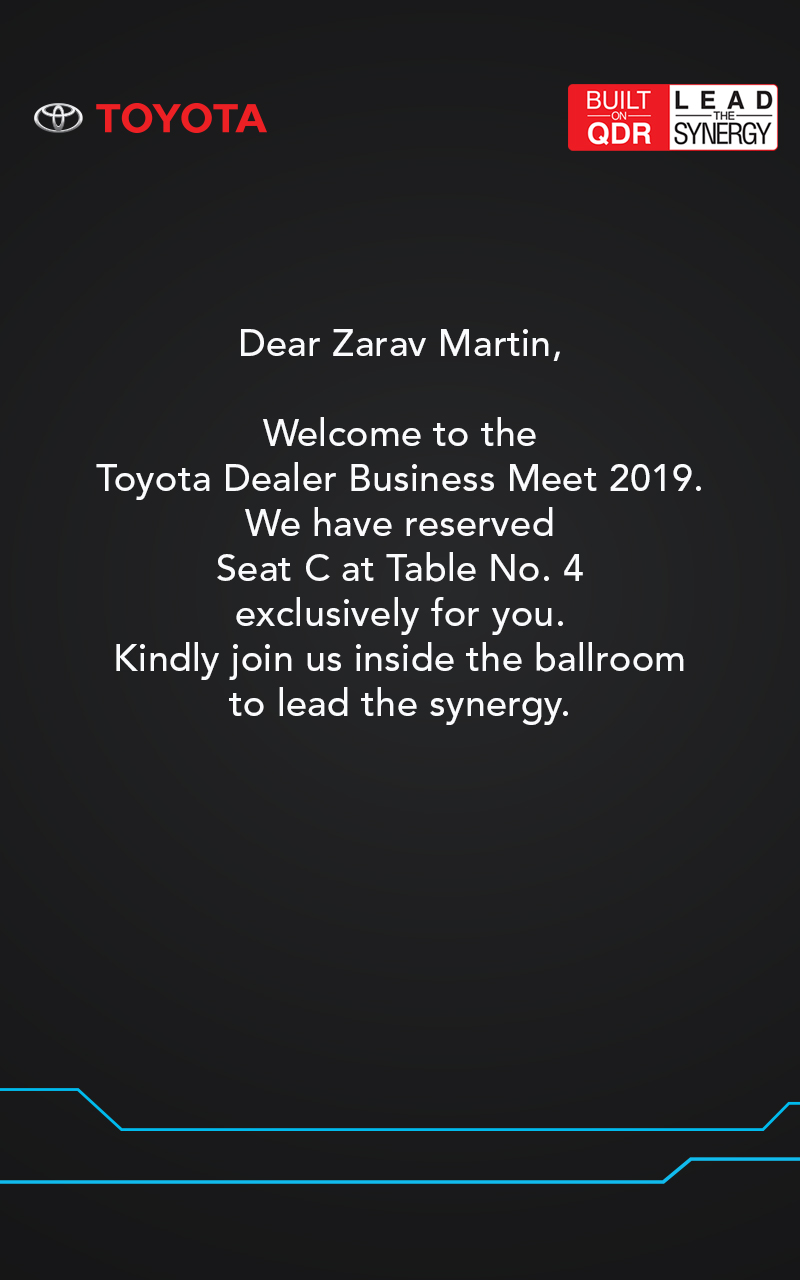 TOYOTA
BUILT
ON
QDR
LEAD
THE
SYNERGY
Dear Zarav Martin,
Welcome to the
Toyota Dealer Business Meet 2019.
We have reserved
Seat C at Table No. 4
exclusively for you.
Kindly join us inside the ballroom
to lead the synergy.